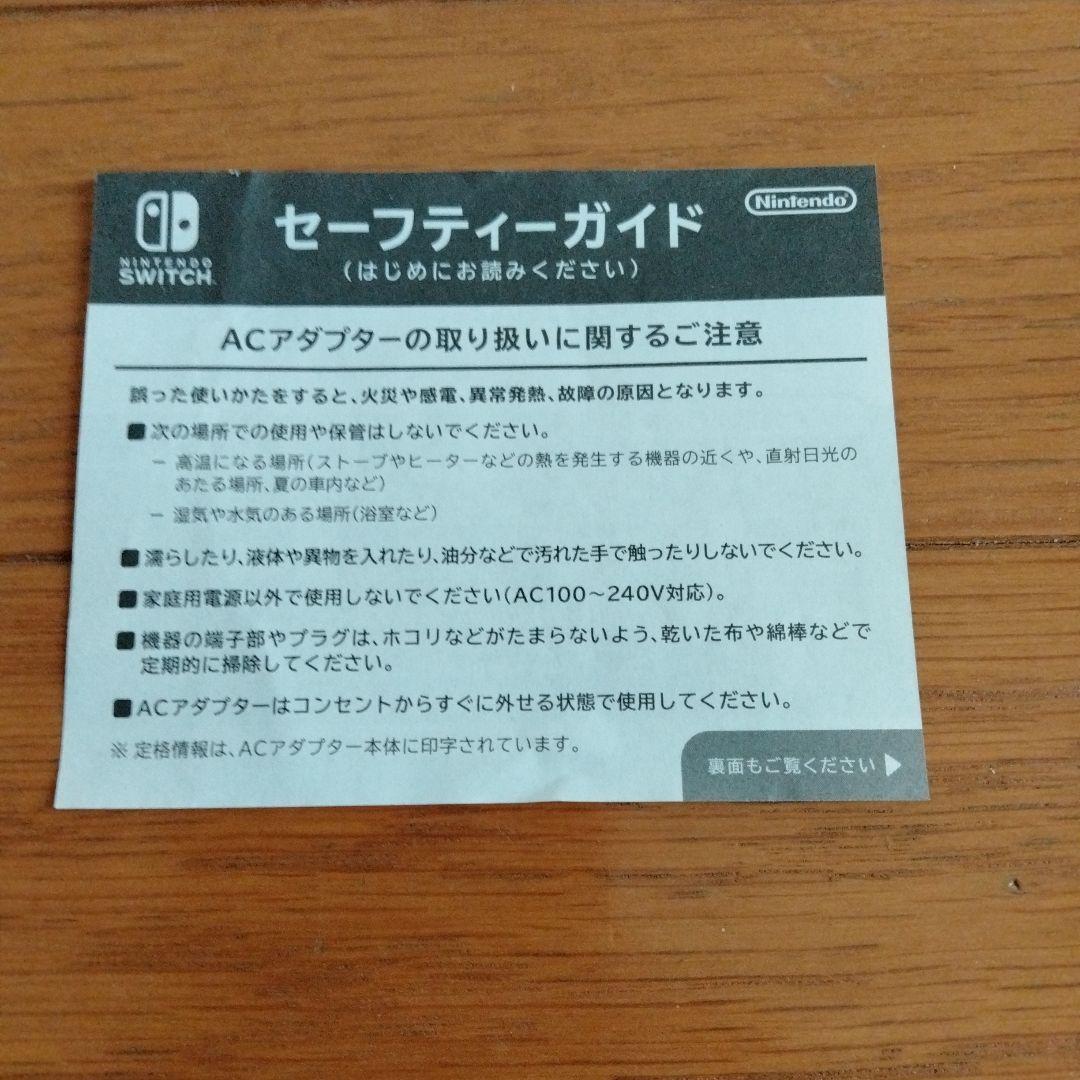 NINTENDO
SWITCH
セーフティーガイド
Nintendo
(はじめにお読みください)
ACアダプターの取り扱いに関するご注意
誤った使いかたをすると、火災や感電、異常発熱、故障の原因となります。
■ 次の場所での使用や保管はしないでください。
− 高温になる場所(ストーブやヒーターなどの熱を発生する機器の近くや、直射日光の
あたる場所、夏の車内など)
− 湿気や水気のある場所(浴室など)
■ 濡らしたり、液体や異物を入れたり、油分などで汚れた手で触ったりしないでください。
■ 家庭用電源以外で使用しないでください(AC100～240V対応)。
■ 機器の端子部やプラグは、ホコリなどがたまらないよう、乾いた布や綿棒などで
定期的に掃除してください。
■ ACアダプターはコンセントからすぐに外せる状態で使用してください。
※ 定格情報は、ACアダプター本体に印字されています。
裏面もご覧ください ▶